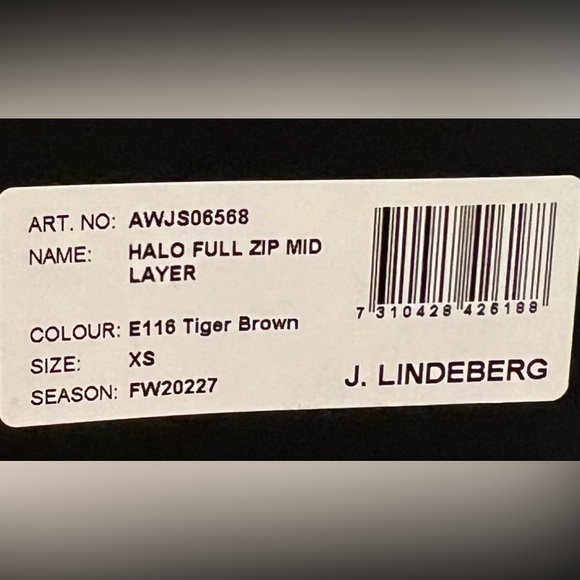 ART. NO: AWJS06568
NAME: HALO FULL ZIP MID
LAYER
COLOUR: E116 Tiger Brown
SIZE: XS
SEASON: FW20227
7 310428 426188
J. LINDEBERG